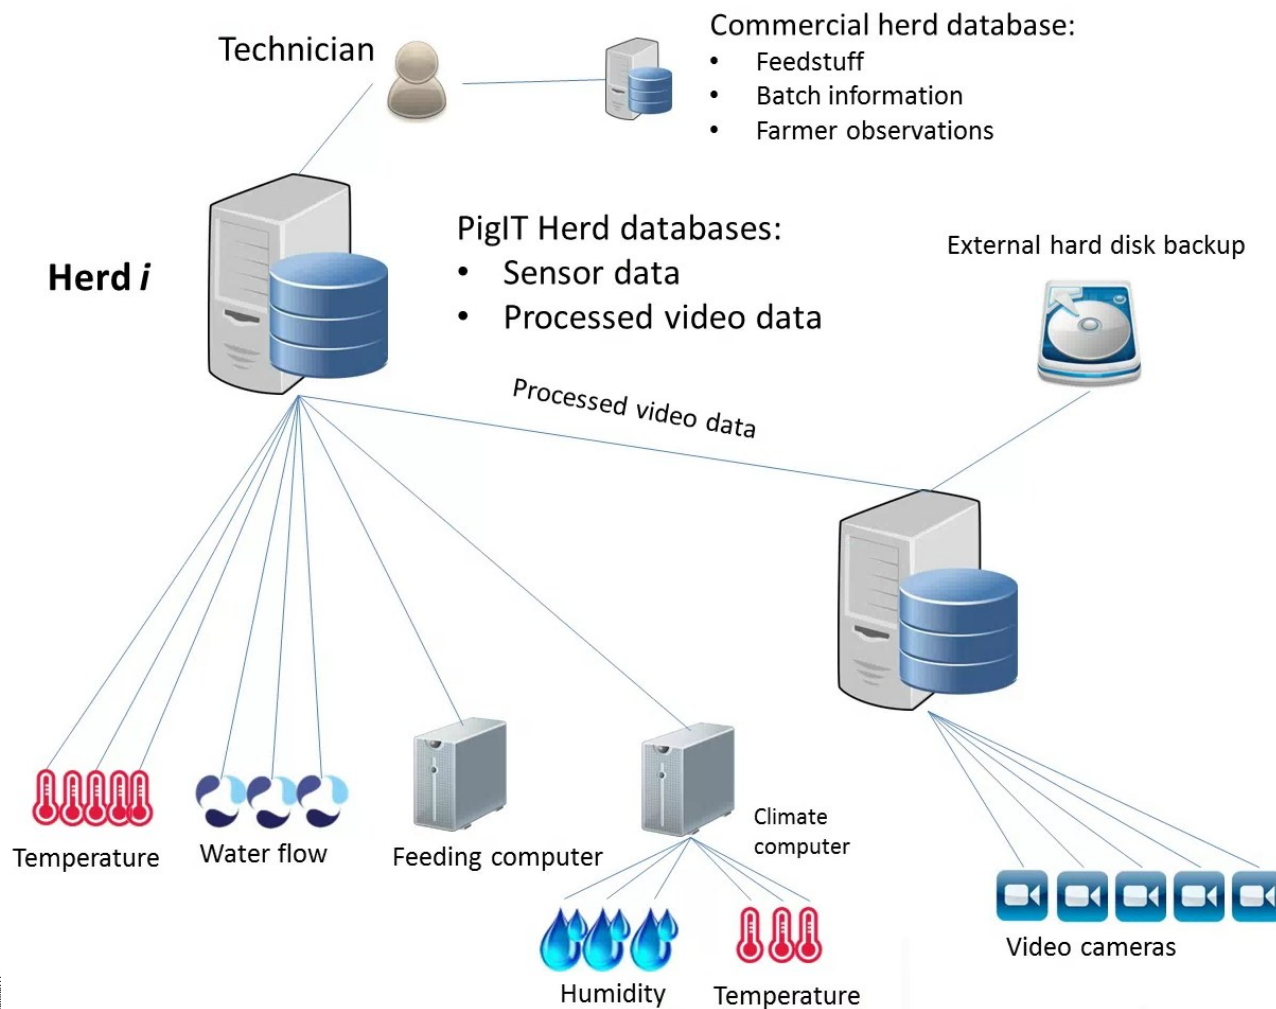 Technician
Commercial herd database:
• Feedstuff
• Batch information
• Farmer observations
Herd i
PigIT Herd databases:
• Sensor data
• Processed video data
External hard disk backup
Processed video data
Temperature
Water flow
Feeding computer
Climate
computer
Humidity
Temperature
Video cameras